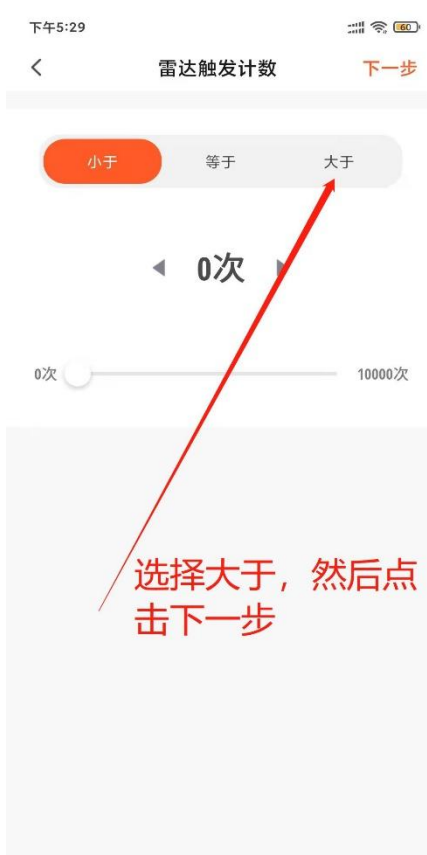 下午5:29
60
雷达触发计数
下一步
小于
等于
大于
0次
0次
10000次
选择大于，然后点
击下一步